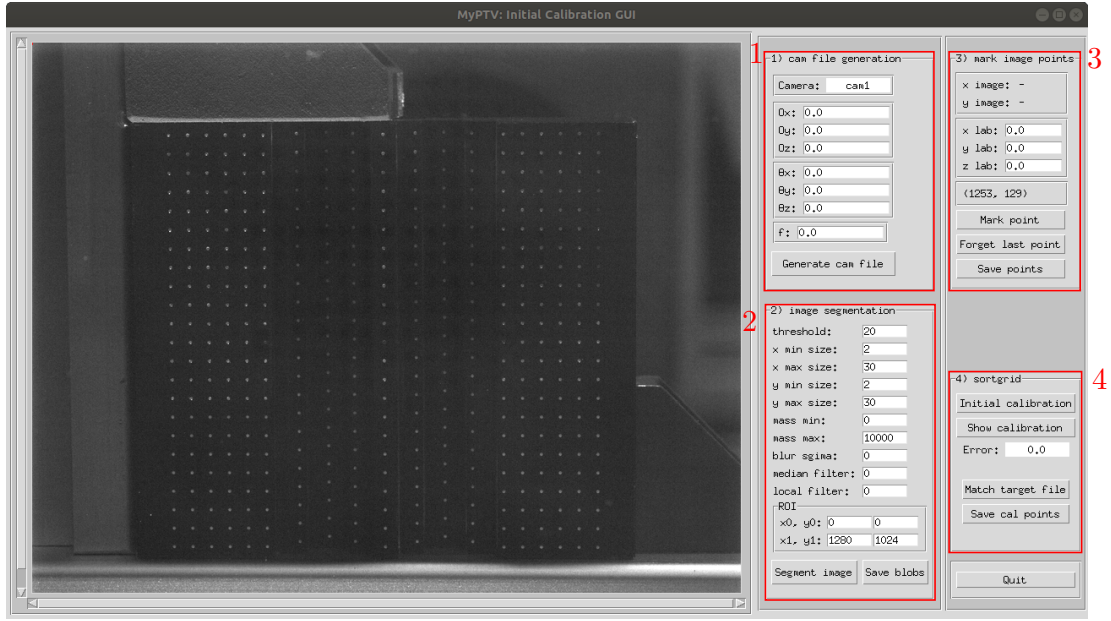 MyPTV: Initial Calibration GUI
1
1) cam file generation
Camera: cam1
Ox: 0.0
Oy: 0.0
Oz: 0.0
θx: 0.0
θy: 0.0
θz: 0.0
f: 0.0
Generate cam file
2
2) image segmentation
threshold: 20
x min size: 2
x max size: 30
y min size: 2
y max size: 30
mass min: 0
mass max: 10000
blur sgima: 0
median filter: 0
local filter: 0
ROI
x0, y0: 0 0
x1, y1: 1280 1024
Segment image Save blobs
3
3) mark image points
x image: -
y image: -
x lab: 0.0
y lab: 0.0
z lab: 0.0
(1253, 129)
Mark point
Forget last point
Save points
4
4) sortgrid
Initial calibration
Show calibration
Error: 0.0
Match target file
Save cal points
Quit